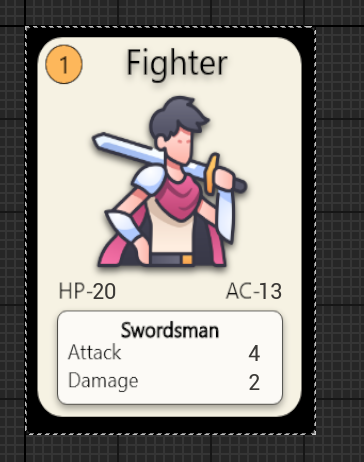 1
Fighter
HP-20 AC-13
Swordsman
Attack 4
Damage 2